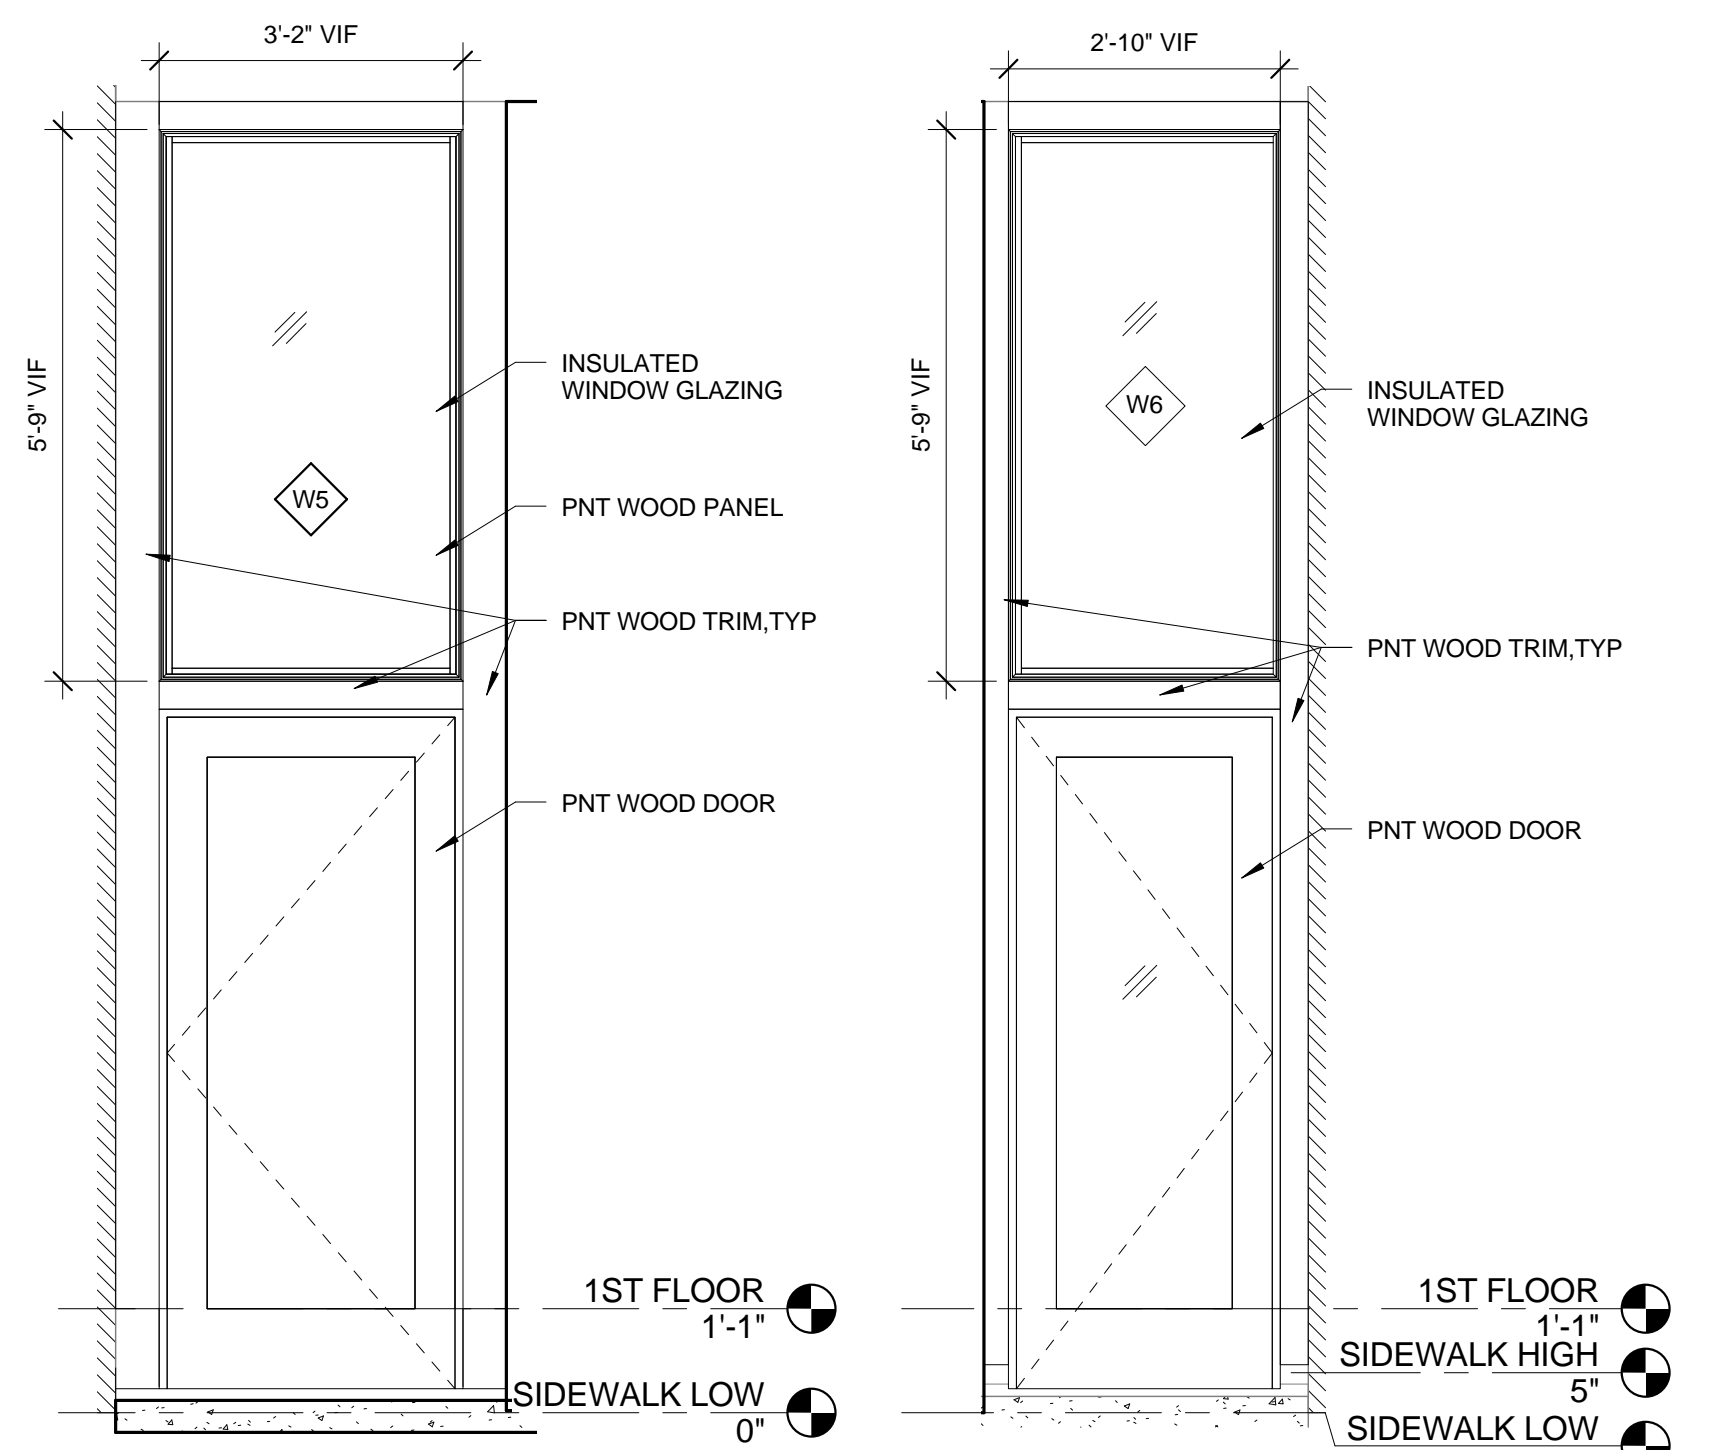 3'-2" VIF
5'-9" VIF
INSULATED
WINDOW GLAZING
W5
PNT WOOD PANEL
PNT WOOD TRIM,TYP
PNT WOOD DOOR
1ST FLOOR
1'-1"
SIDEWALK LOW
0"
2'-10" VIF
5'-9" VIF
W6
INSULATED
WINDOW GLAZING
PNT WOOD TRIM,TYP
PNT WOOD DOOR
1ST FLOOR
1'-1"
SIDEWALK HIGH
5"
SIDEWALK LOW